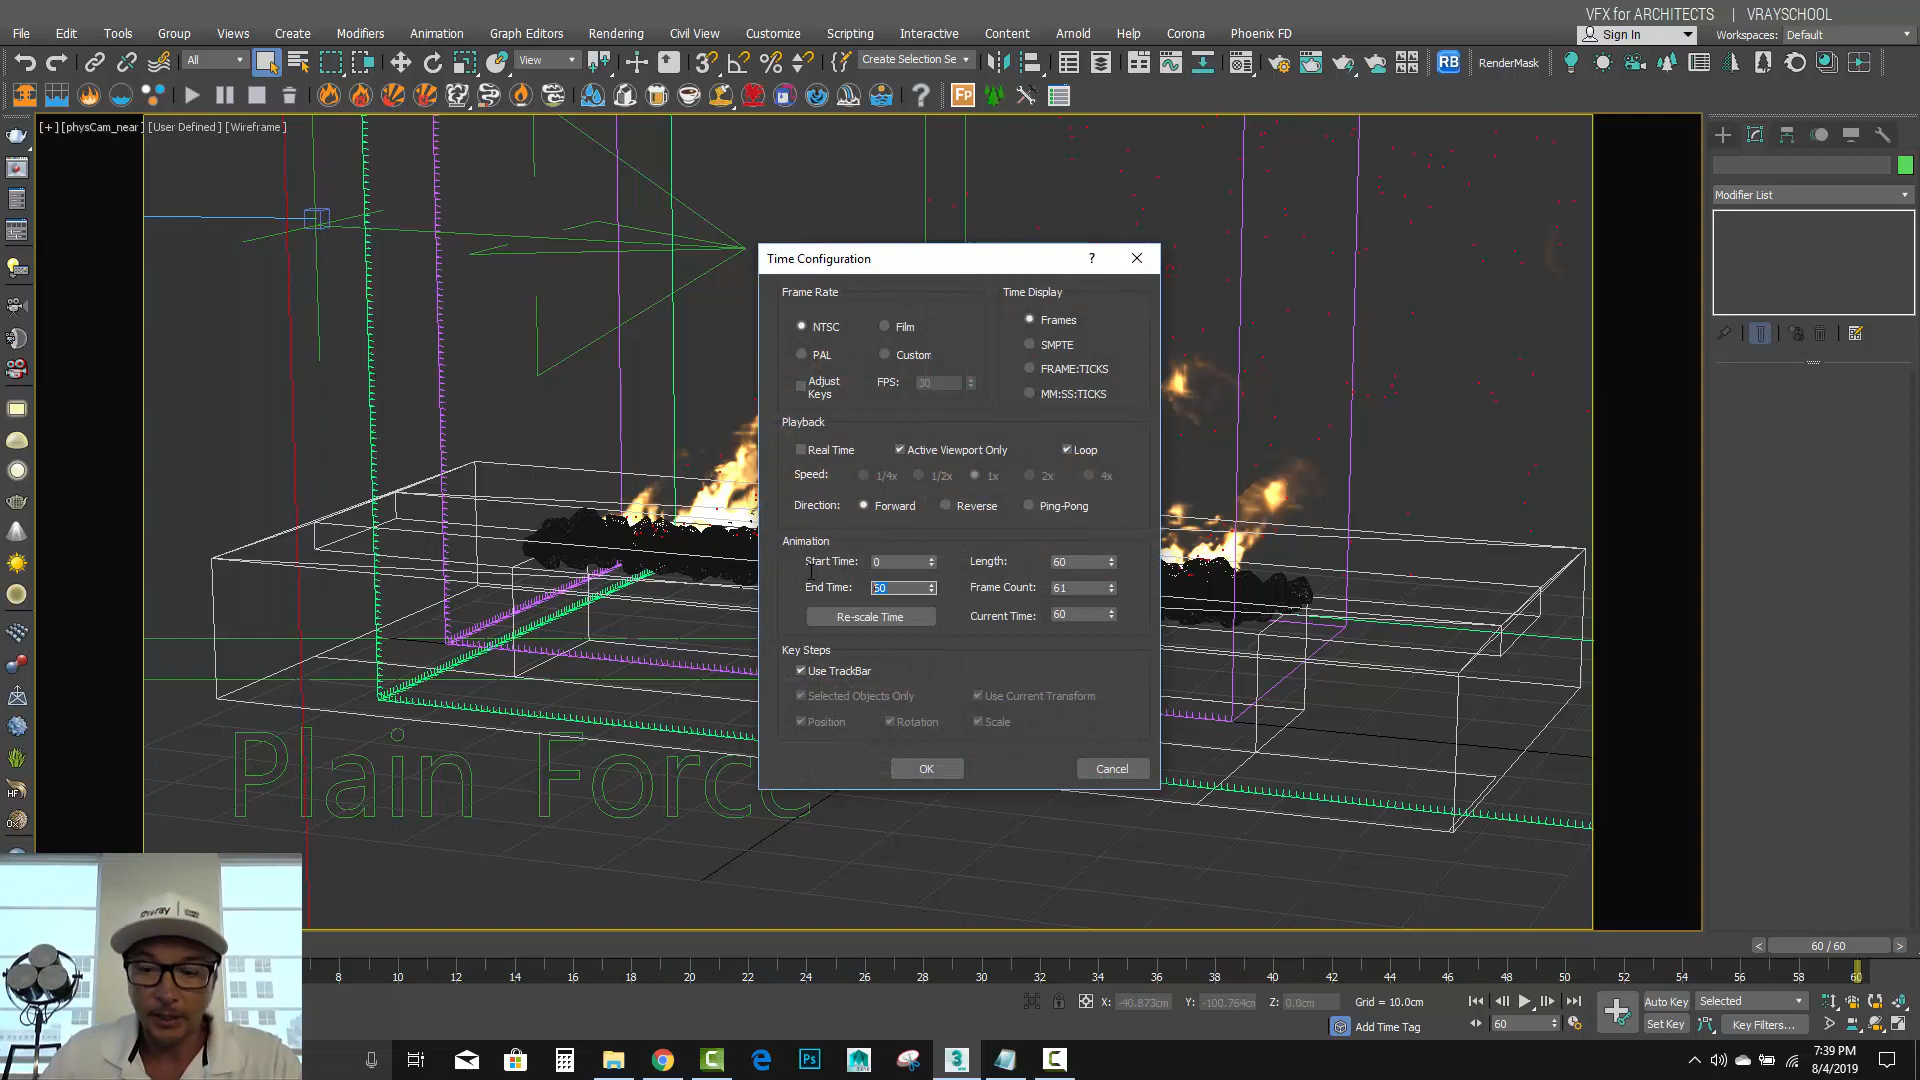 VFX for ARCHITECTS | VRAYSCHOOL
File Edit Tools Group Views Create Modifiers Animation Graph Editors Rendering Civil View Customize Scripting Interactive Content Arnold Help Corona Phoenix FD
Sign In Workspaces: Default
All View Create Selection Se RB RenderMask
Fp
[+] [physCam_near] [User Defined] [Wireframe]
Modifier List
Time Configuration ?
Frame Rate Time Display
NTSC Film Frames
SMPTE
PAL Custom
FRAME:TICKS
Adjust Keys FPS: 30
MM:SS:TICKS
Playback
Real Time Active Viewport Only Loop
Speed: 1/4x 1/2x 1x 2x 4x
Direction: Forward Reverse Ping-Pong
Animation
Start Time: 0 Length: 60
End Time: 60 Frame Count: 61
Re-scale Time Current Time: 60
Key Steps
Use TrackBar
Selected Objects Only Use Current Transform
Position Rotation Scale
OK Cancel
Plain Force
60 / 60
8 10 12 14 16 18 20 22 24 26 28 30 32 34 36 38 40 42 44 46 48 50 52 54 56 58 60
X: -40.873cm Y: -100.764cm Z: 0.0cm Grid = 10.0cm
Auto Key Selected
Add Time Tag 60 Set Key Key Filters...
Ps 3
7:39 PM
8/4/2019